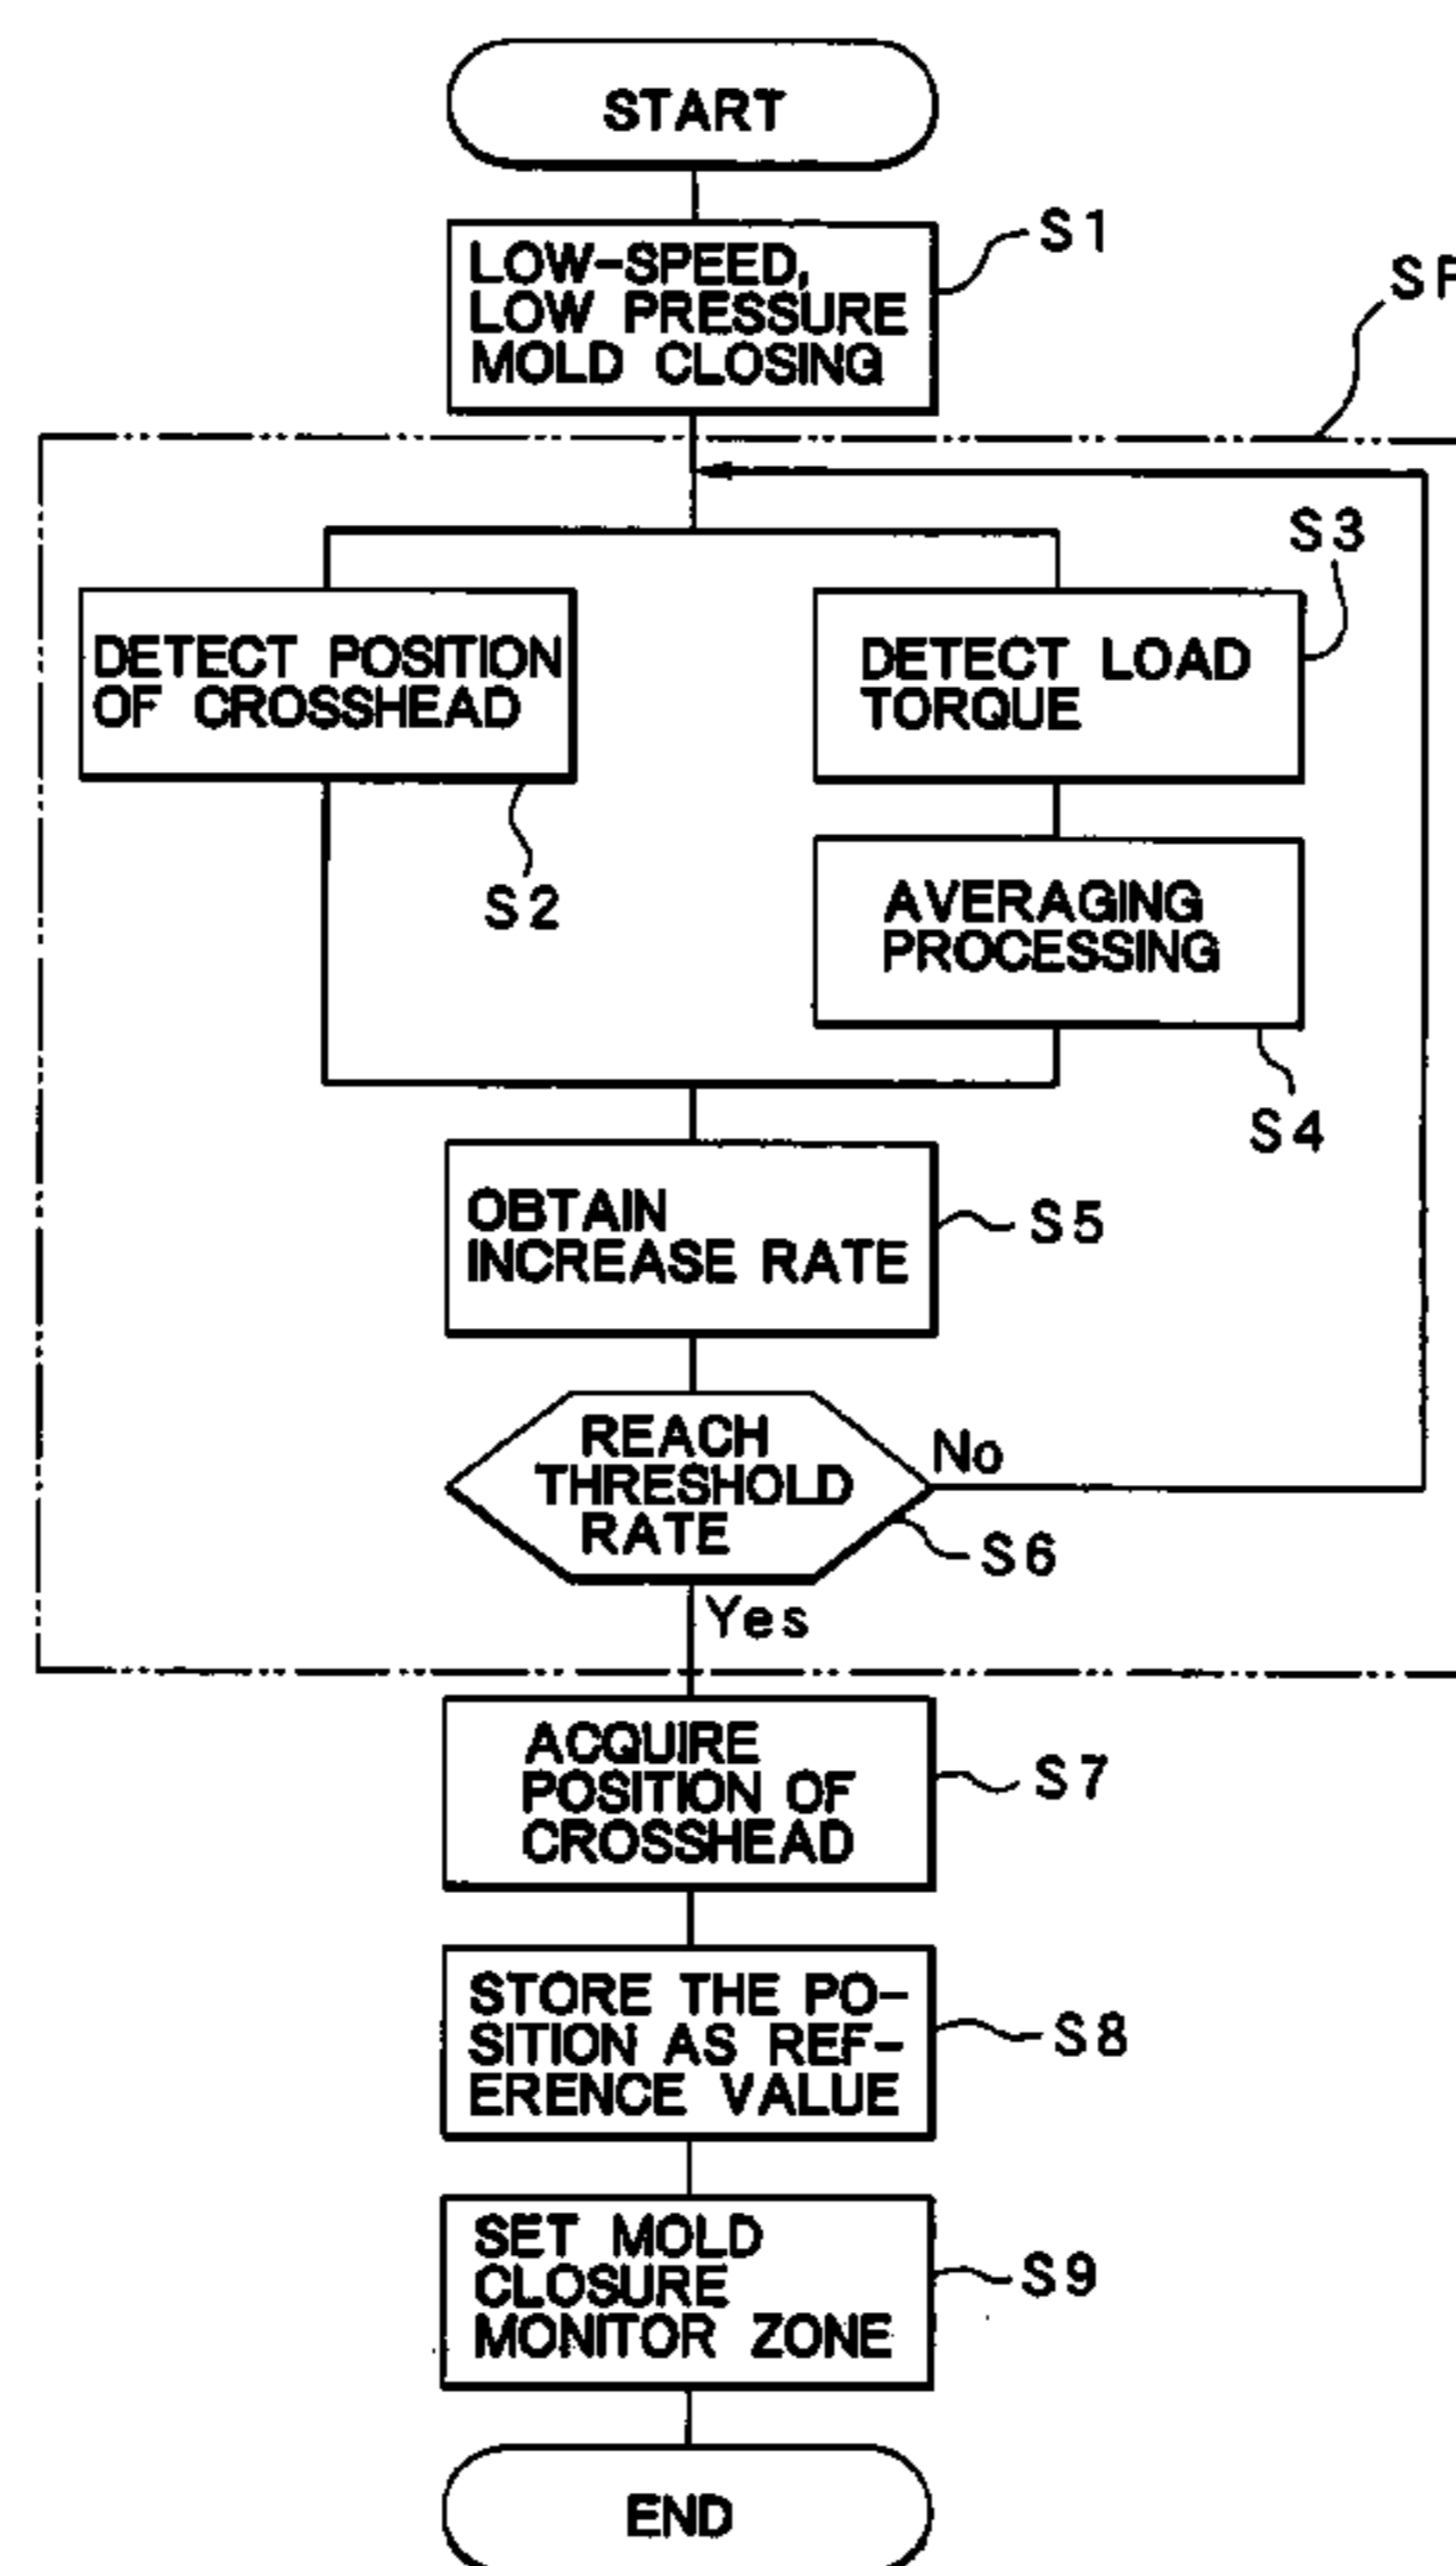 START
LOW-SPEED,
LOW PRESSURE
MOLD CLOSING
S1
S3
DETECT POSITION
OF CROSSHEAD
DETECT LOAD
TORQUE
S2
AVERAGING
PROCESSING
S4
OBTAIN
INCREASE RATE
S5
REACH
THRESHOLD
RATE
No
S6
Yes
ACQUIRE
POSITION OF
CROSSHEAD
S7
STORE THE PO-
SITION AS REF-
ERENCE VALUE
S8
SET MOLD
CLOSURE
MONITOR ZONE
S9
END